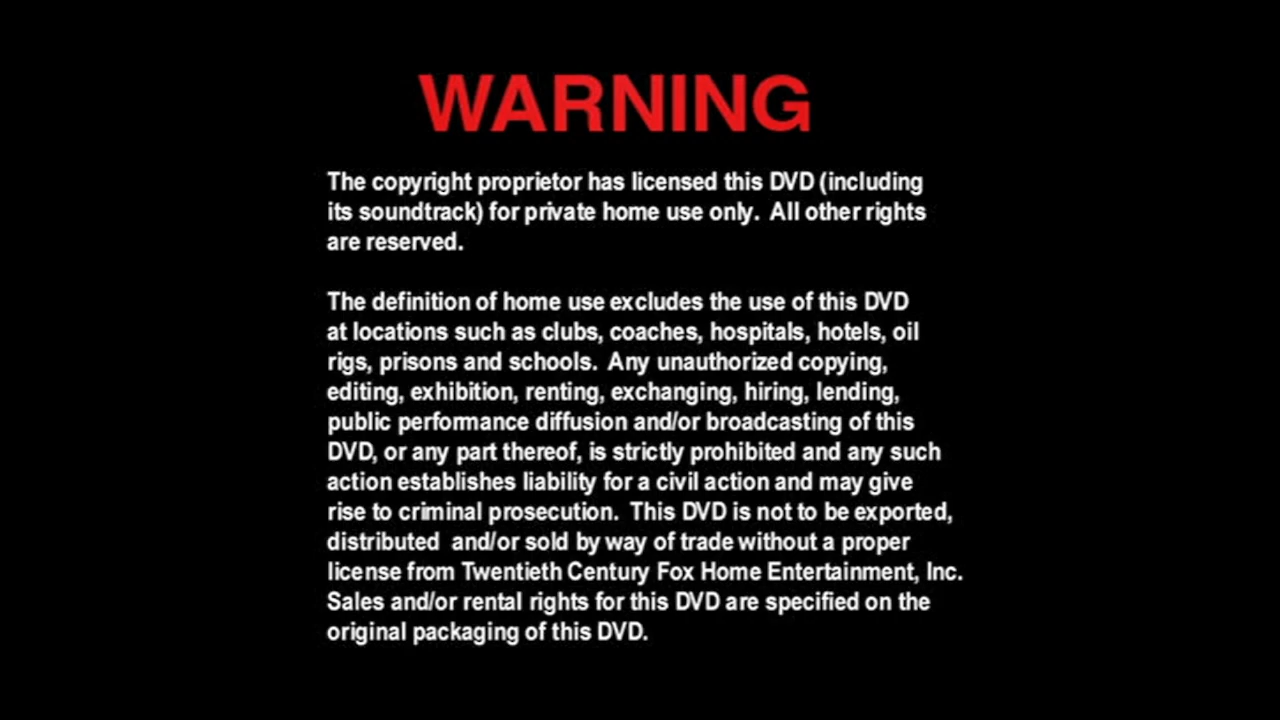 WARNING
The copyright proprietor has licensed this DVD (including
its soundtrack) for private home use only. All other rights
are reserved.
The definition of home use excludes the use of this DVD
at locations such as clubs, coaches, hospitals, hotels, oil
rigs, prisons and schools. Any unauthorized copying,
editing, exhibition, renting, exchanging, hiring, lending,
public performance diffusion and/or broadcasting of this
DVD, or any part thereof, is strictly prohibited and any such
action establishes liability for a civil action and may give
rise to criminal prosecution. This DVD is not to be exported,
distributed and/or sold by way of trade without a proper
license from Twentieth Century Fox Home Entertainment, Inc.
Sales and/or rental rights for this DVD are specified on the
original packaging of this DVD.